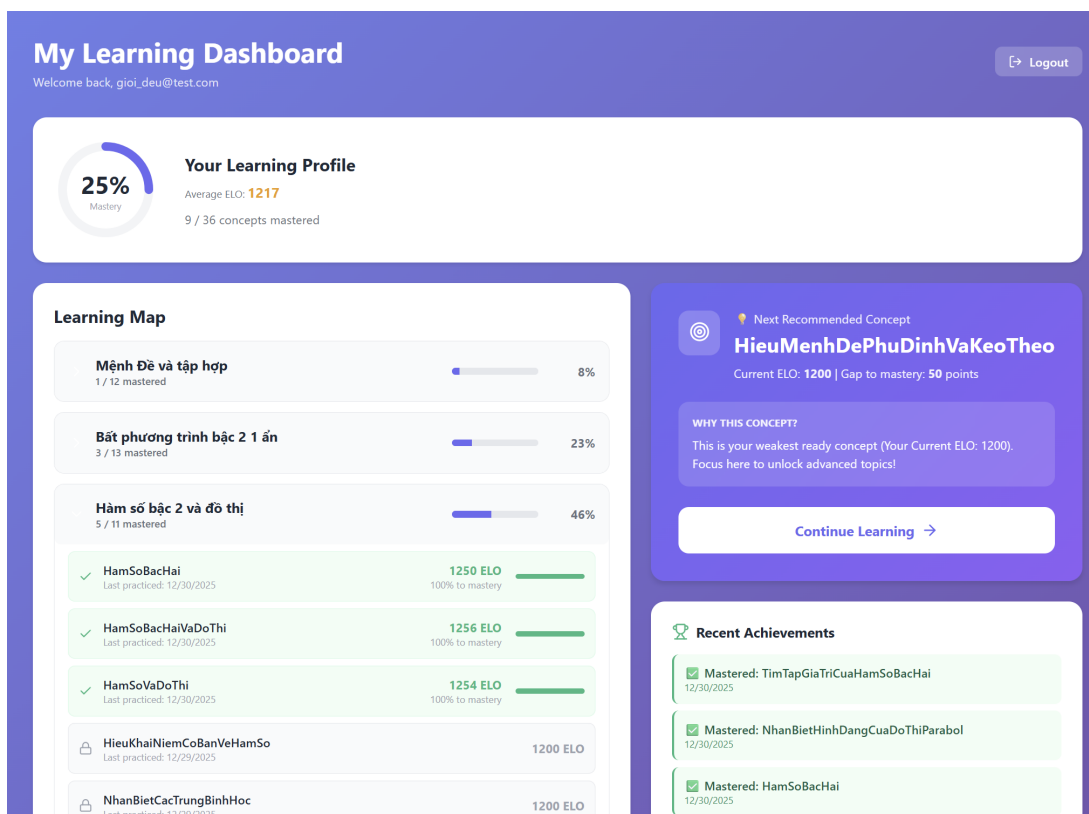 My Learning Dashboard
Welcome back, gioi_deu@test.com
Logout
25%
Mastery
Your Learning Profile
Average ELO: 1217
9 / 36 concepts mastered
Learning Map
Mệnh Đề và tập hợp
1 / 12 mastered
8%
Bất phương trình bậc 2 1 ẩn
3 / 13 mastered
23%
Hàm số bậc 2 và đồ thị
5 / 11 mastered
46%
HamSoBacHai
Last practiced: 12/30/2025
1250 ELO
100% to mastery
HamSoBacHaiVaDoThi
Last practiced: 12/30/2025
1256 ELO
100% to mastery
HamSoVaDoThi
Last practiced: 12/30/2025
1254 ELO
100% to mastery
HieuKhaiNiemCoBanVeHamSo
Last practiced: 12/29/2025
1200 ELO
NhanBietCacTrungBinhHoc
Last practiced: 12/29/2025
1200 ELO
Next Recommended Concept
HieuMenhDePhuDinhVaKeoTheo
Current ELO: 1200 | Gap to mastery: 50 points
WHY THIS CONCEPT?
This is your weakest ready concept (Your Current ELO: 1200).
Focus here to unlock advanced topics!
Continue Learning
Recent Achievements
Mastered: TimTapGiaTriCuaHamSoBacHai
12/30/2025
Mastered: NhanBietHinhDangCuaDoThiParabol
12/30/2025
Mastered: HamSoBacHai
12/30/2025